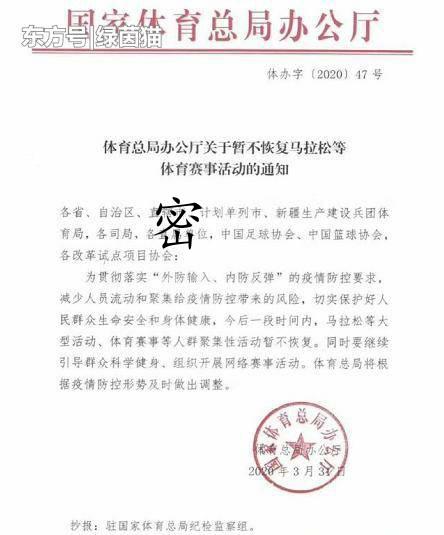 国家体育总局办公厅
东方号|绿茵猫
体办字〔2020〕47号
体育总局办公厅关于暂不恢复马拉松等
体育赛事活动的通知
各省、自治区、直 计划单列市、新疆生产建设兵团体
密
育局，各司局，各 单位，中国足球协会、中国篮球协会，
各改革试点项目协会：
为贯彻落实“外防输入、内防反弹”的疫情防控要求，
减少人员流动和聚集给疫情防控带来的风险，切实保护好人
民群众生命安全和身体健康，今后一段时间内，马拉松等大
型活动、体育赛事等人群聚集性活动暂不恢复。同时要继续
引导群众科学健身、组织开展网络赛事活动。体育总局将根
据疫情防控形势及时做出调整。
国家体育总局办公厅
体育总局办公厅
2020年3月31日
抄报：驻国家体育总局纪检监察组。